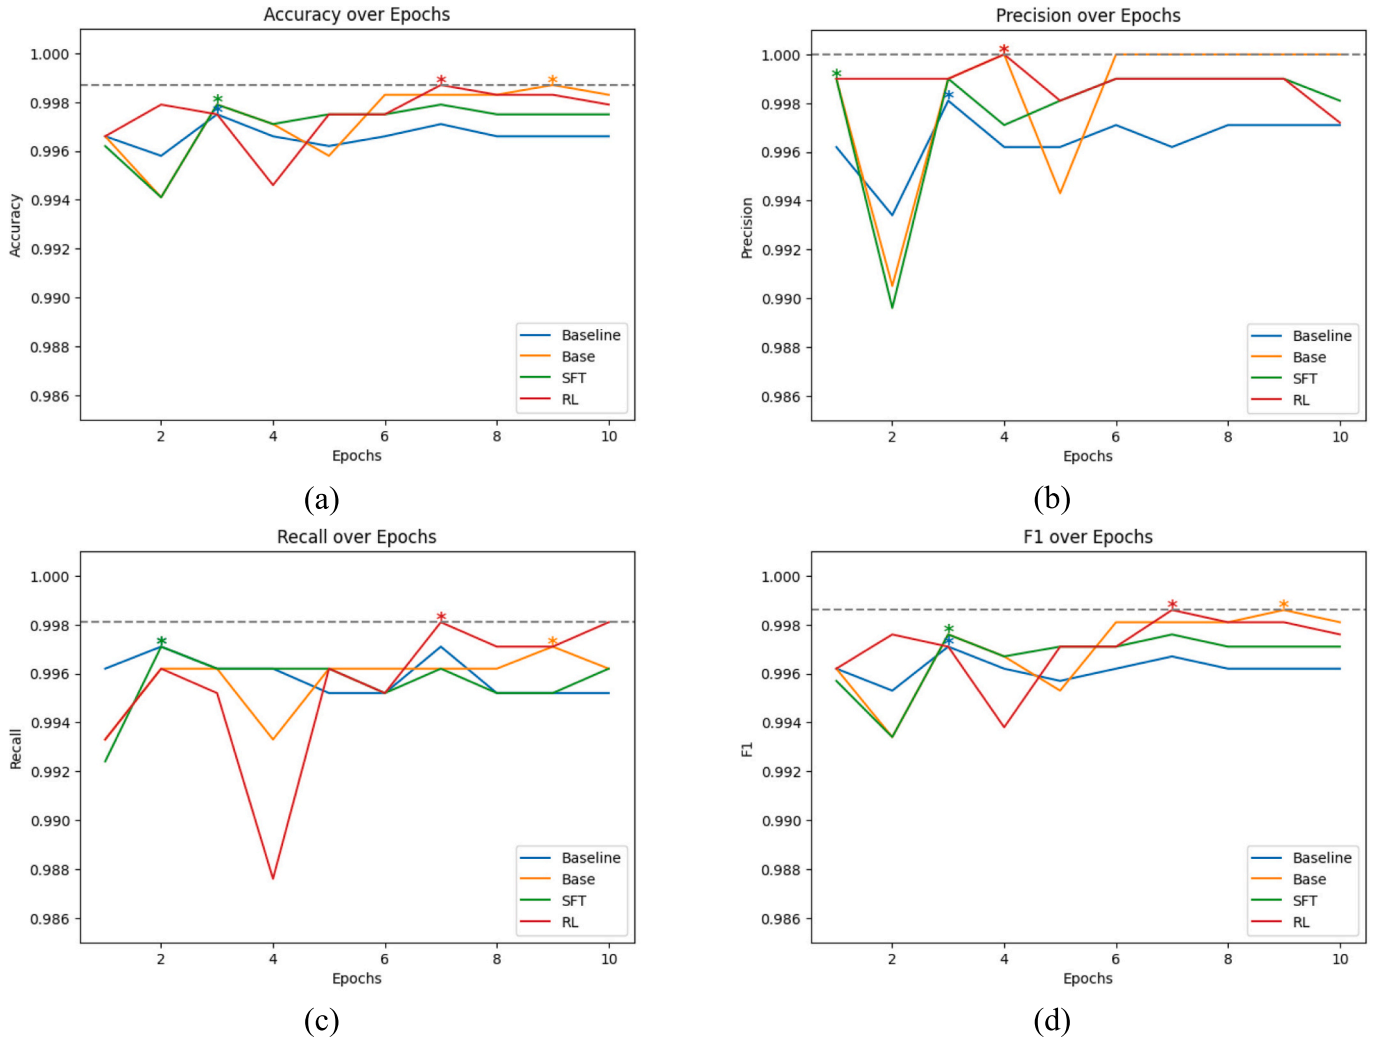 Accuracy over Epochs
1.000
0.998
0.996
0.994
0.992
0.990
0.988
0.986
Accuracy
2 4 6 8 10
Epochs
Baseline
Base
SFT
RL
(a)
Precision over Epochs
1.000
0.998
0.996
0.994
0.992
0.990
0.988
0.986
Precision
2 4 6 8 10
Epochs
Baseline
Base
SFT
RL
(b)
Recall over Epochs
1.000
0.998
0.996
0.994
0.992
0.990
0.988
0.986
Recall
2 4 6 8 10
Epochs
Baseline
Base
SFT
RL
(c)
F1 over Epochs
1.000
0.998
0.996
0.994
0.992
0.990
0.988
0.986
F1
2 4 6 8 10
Epochs
Baseline
Base
SFT
RL
(d)